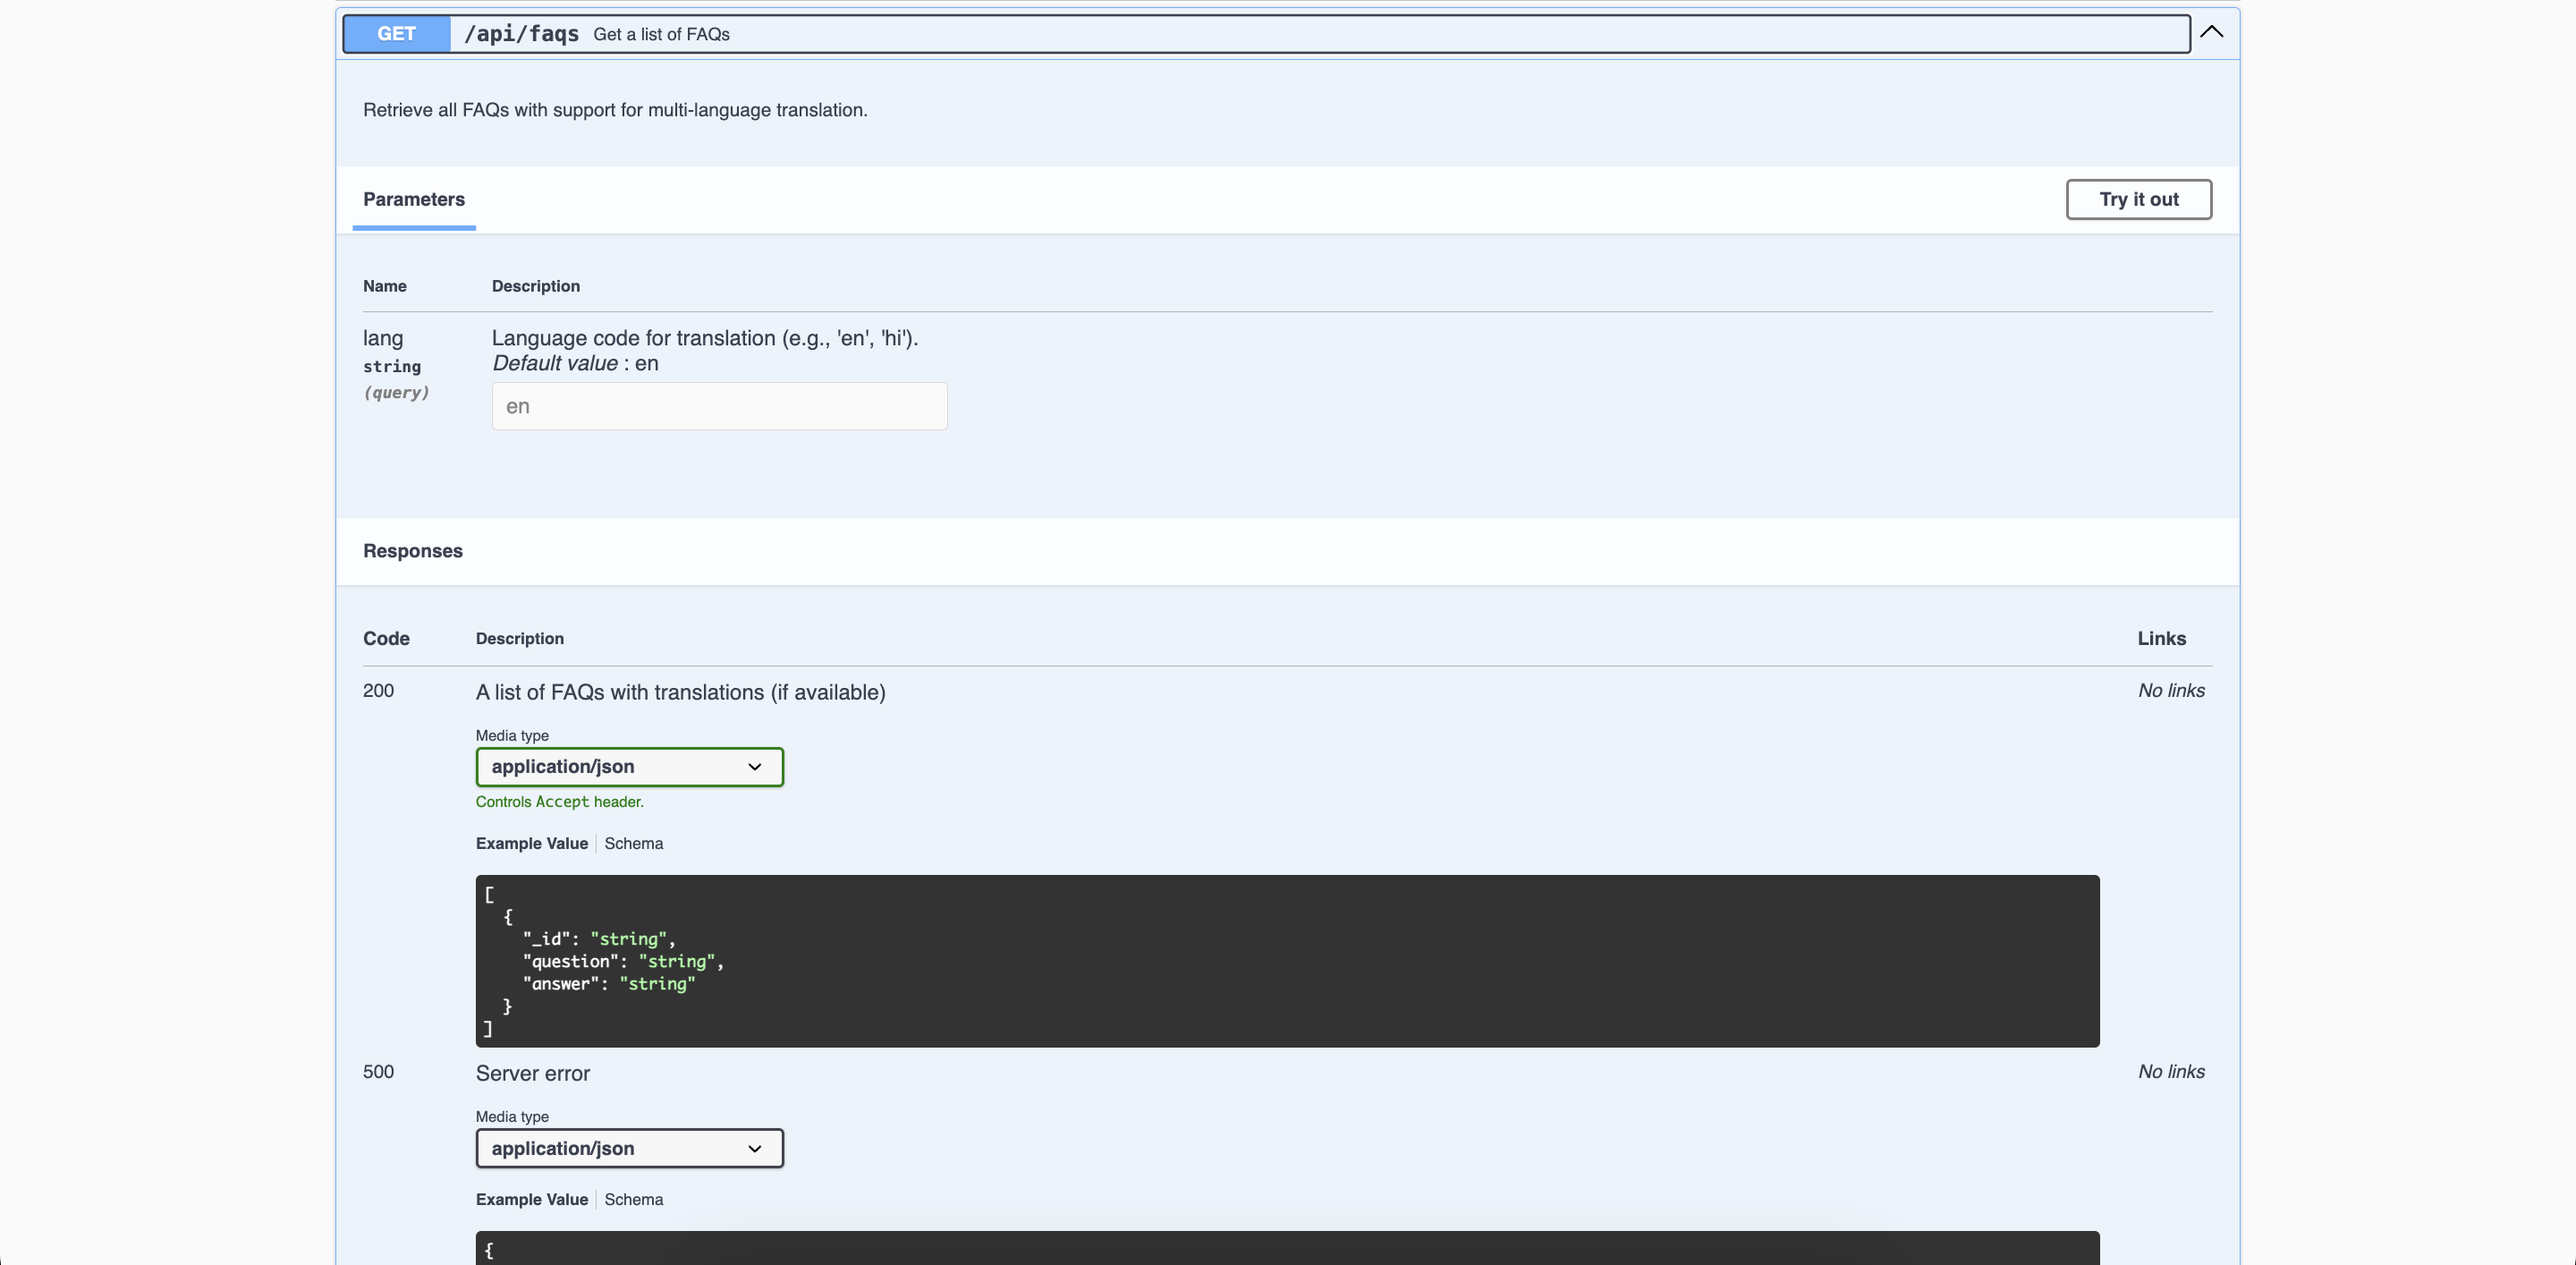 GET /api/faqs Get a list of FAQs
Retrieve all FAQs with support for multi-language translation.
Parameters
Try it out
Name Description
lang
string
(query)
Language code for translation (e.g., 'en', 'hi').
Default value : en
en
Responses
Code Description Links
200 A list of FAQs with translations (if available) No links
Media type
application/json
Controls Accept header.
Example Value Schema
[
  {
    "_id": "string",
    "question": "string",
    "answer": "string"
  }
]
500 Server error No links
Media type
application/json
Example Value Schema
{